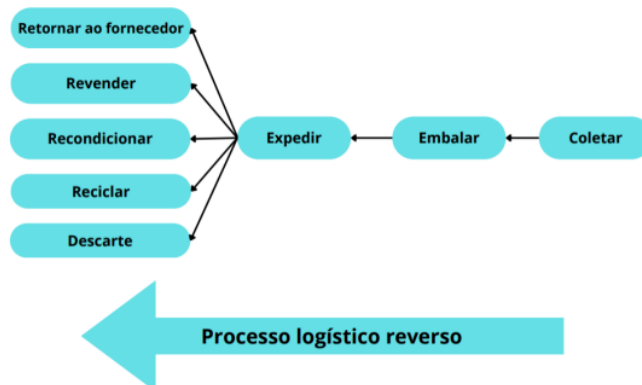 Retornar ao fornecedor
Revender
Recondicionar
Expedir
Embalar
Coletar
Reciclar
Descarte
Processo logístico reverso